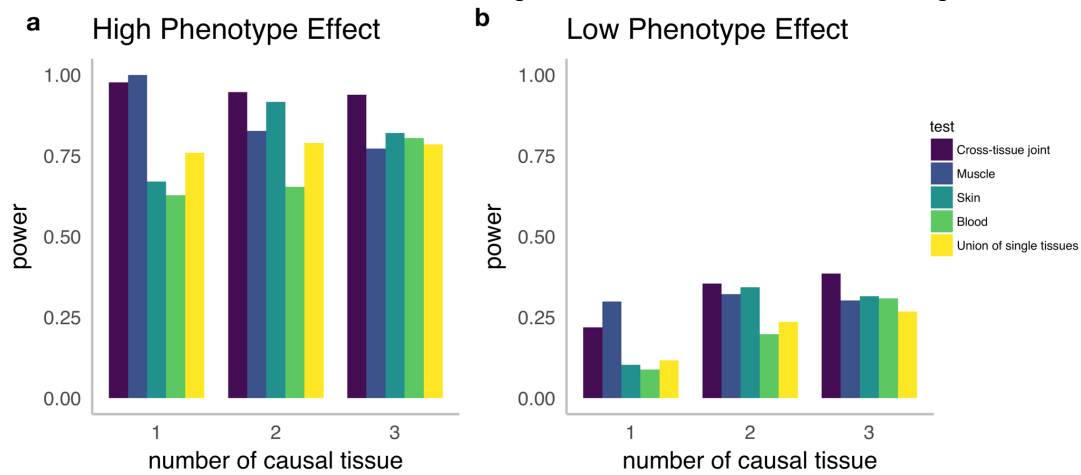 a
High Phenotype Effect
power
1.00
0.75
0.50
0.25
0.00
1 2 3
number of causal tissue
b
Low Phenotype Effect
power
1.00
0.75
0.50
0.25
0.00
1 2 3
number of causal tissue
test
Cross-tissue joint
Muscle
Skin
Blood
Union of single tissues